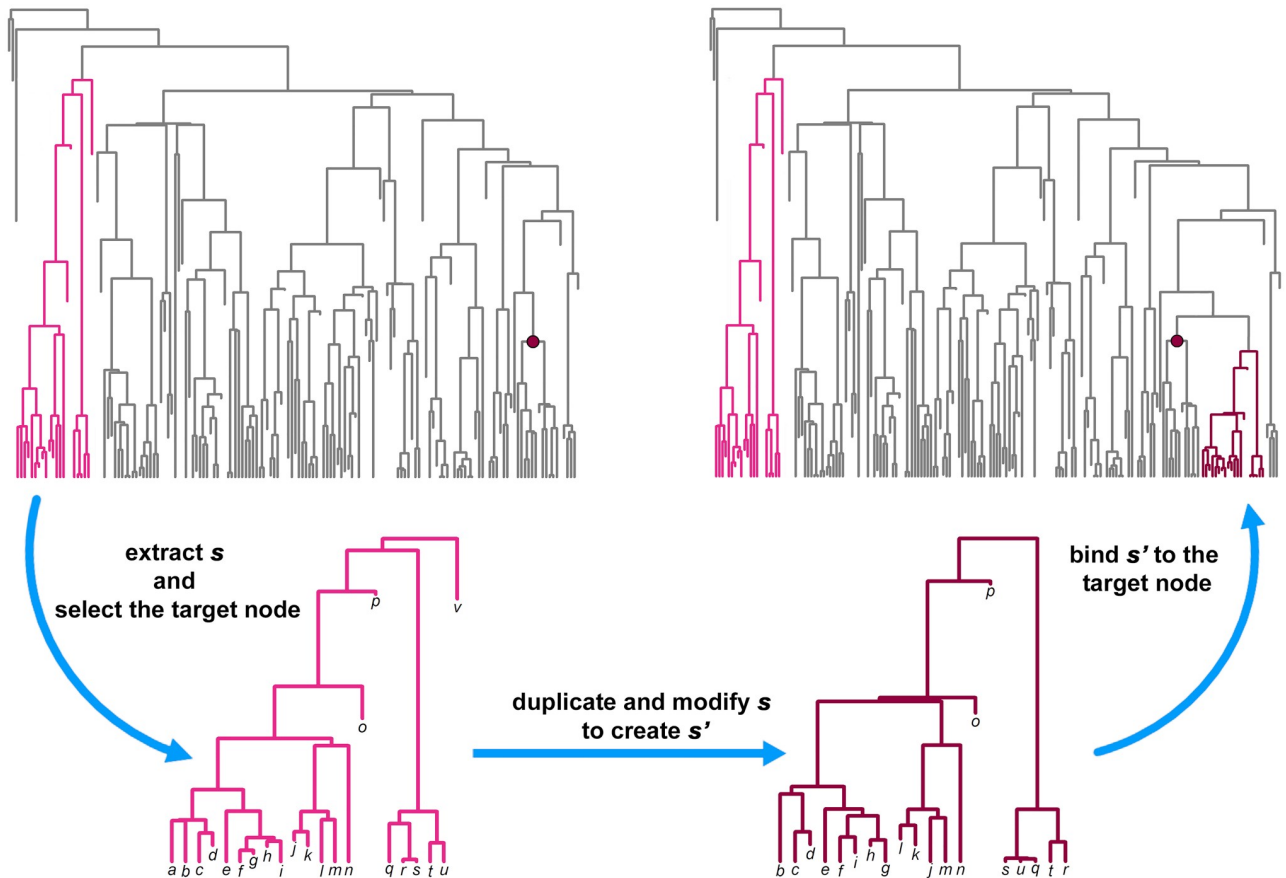 extract s
and
select the target node
bind s' to the
target node
p
v
p
o
duplicate and modify s
to create s'
o
d
g
h
j
k
a b c
e f
i
l m n
q r s
t u
d
i
h
l
k
b c
e f
g
j m n
s u q
t r